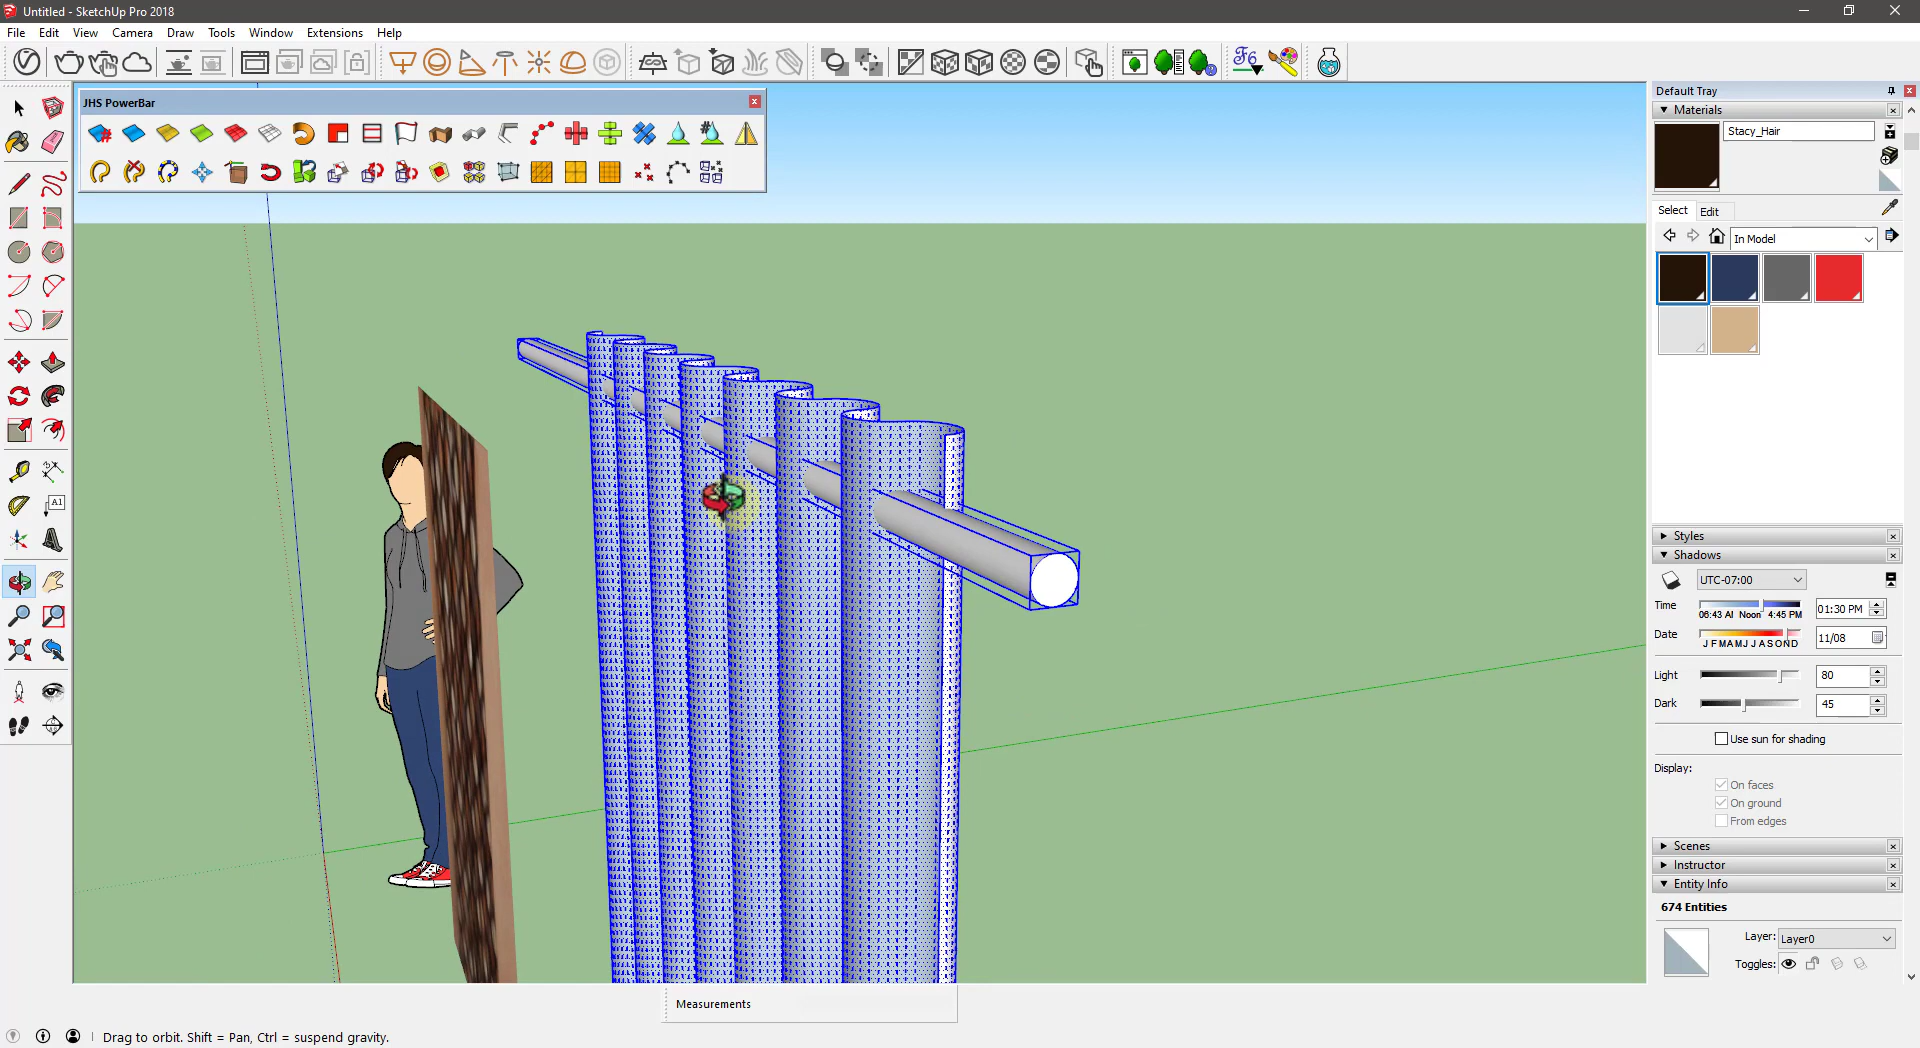 Untitled - SketchUp Pro 2018
File Edit View Camera Draw Tools Window Extensions Help
JHS PowerBar
Default Tray
Materials
Stacy_Hair
Select Edit
In Model
Styles
Shadows
UTC-07:00
Time 06:43 AI Noon 4:45 PM 01:30 PM
Date J F M A M J J A S O N D 11/08
Light 80
Dark 45
Use sun for shading
Display:
On faces
On ground
From edges
Scenes
Instructor
Entity Info
674 Entities
Layer: Layer0
Toggles:
Measurements
Drag to orbit. Shift = Pan, Ctrl = suspend gravity.